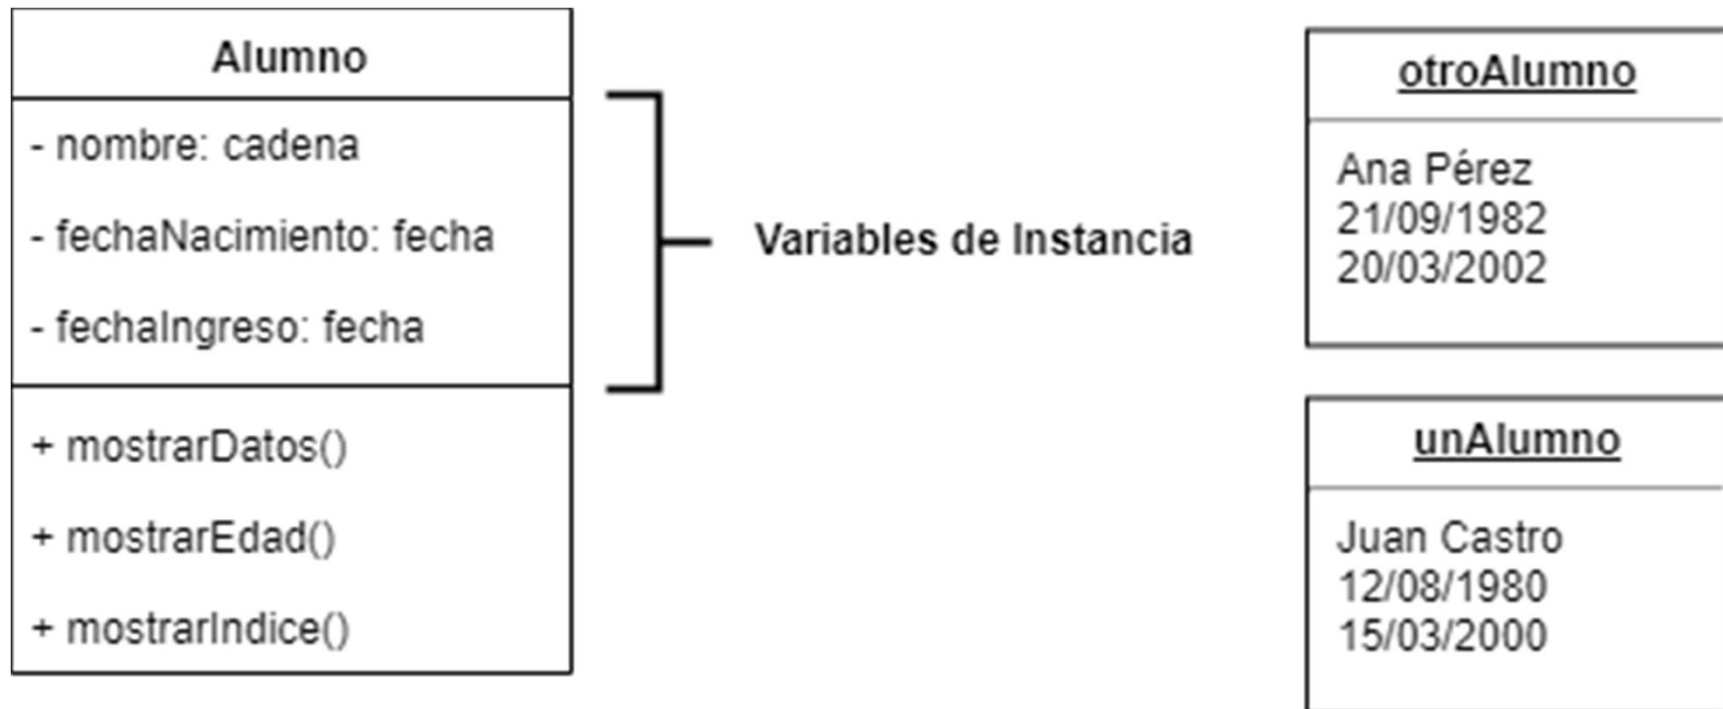 Alumno
- nombre: cadena
- fechaNacimiento: fecha
- fechaIngreso: fecha
+ mostrarDatos()
+ mostrarEdad()
+ mostrarIndice()
Variables de Instancia
otroAlumno
Ana Pérez
21/09/1982
20/03/2002
unAlumno
Juan Castro
12/08/1980
15/03/2000